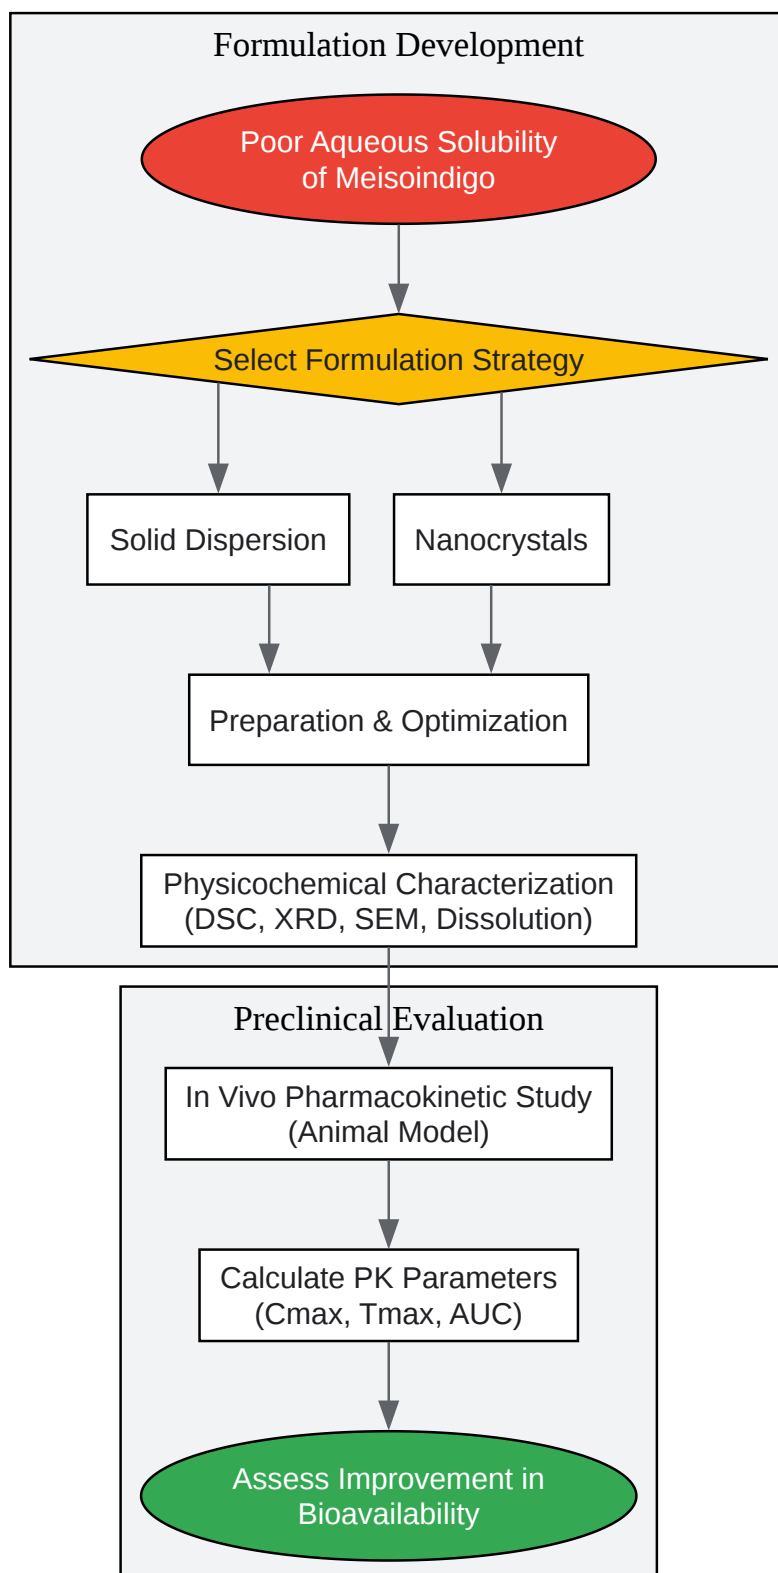 Formulation Development
Poor Aqueous Solubility
of Meisoindigo
Select Formulation Strategy
Solid Dispersion
Nanocrystals
Preparation & Optimization
Physicochemical Characterization
(DSC, XRD, SEM, Dissolution)
Preclinical Evaluation
In Vivo Pharmacokinetic Study
(Animal Model)
Calculate PK Parameters
(Cmax, Tmax, AUC)
Assess Improvement in
Bioavailability